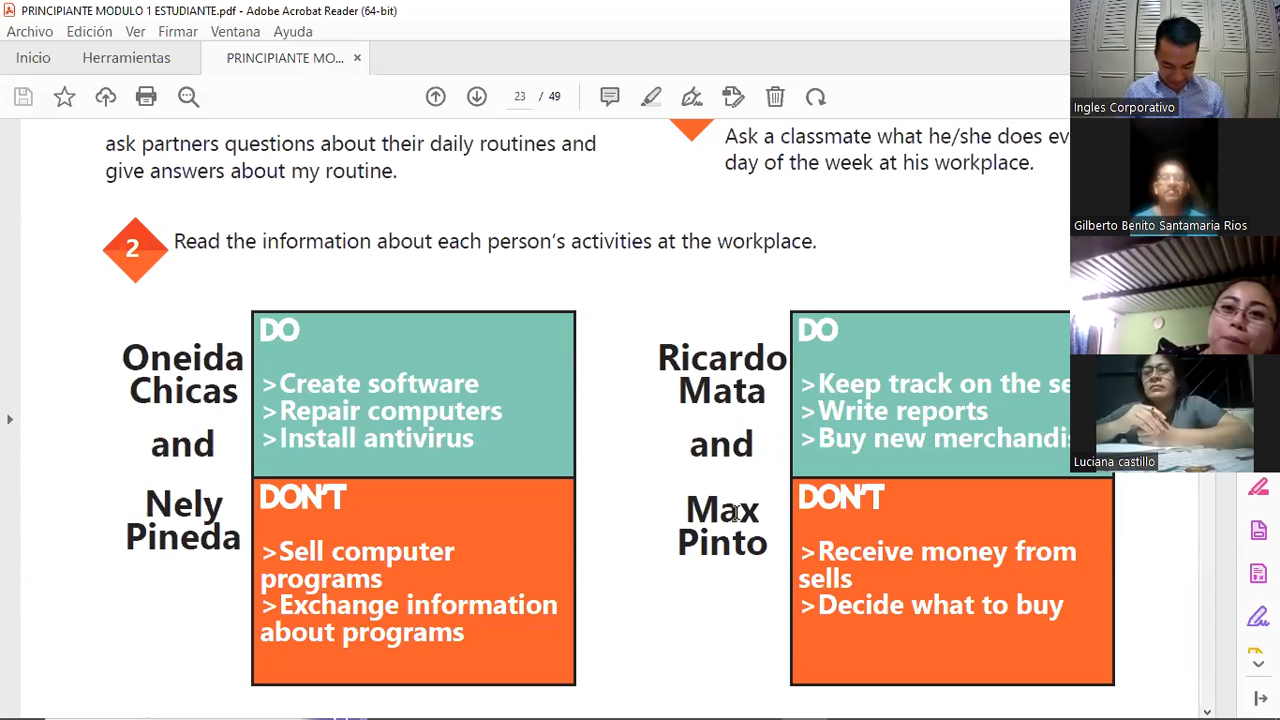 PRINCIPIANTE MODULO 1 ESTUDIANTE.pdf - Adobe Acrobat Reader (64-bit)
Archivo Edición Ver Firmar Ventana Ayuda
Inicio Herramientas PRINCIPIANTE MO... ×
23 / 49
ask partners questions about their daily routines and
give answers about my routine.
Ask a classmate what he/she does ev
day of the week at his workplace.
2 Read the information about each person's activities at the workplace.
Oneida
Chicas
and
Nely
Pineda
DO
>Create software
>Repair computers
>Install antivirus
DON'T
>Sell computer
programs
>Exchange information
about programs
Ricardo
Mata
and
Max
Pinto
DO
>Keep track on the se
>Write reports
>Buy new merchandi
DON'T
>Receive money from
sells
>Decide what to buy
Ingles Corporativo
Gilberto Benito Santamaria Rios
Luciana castillo